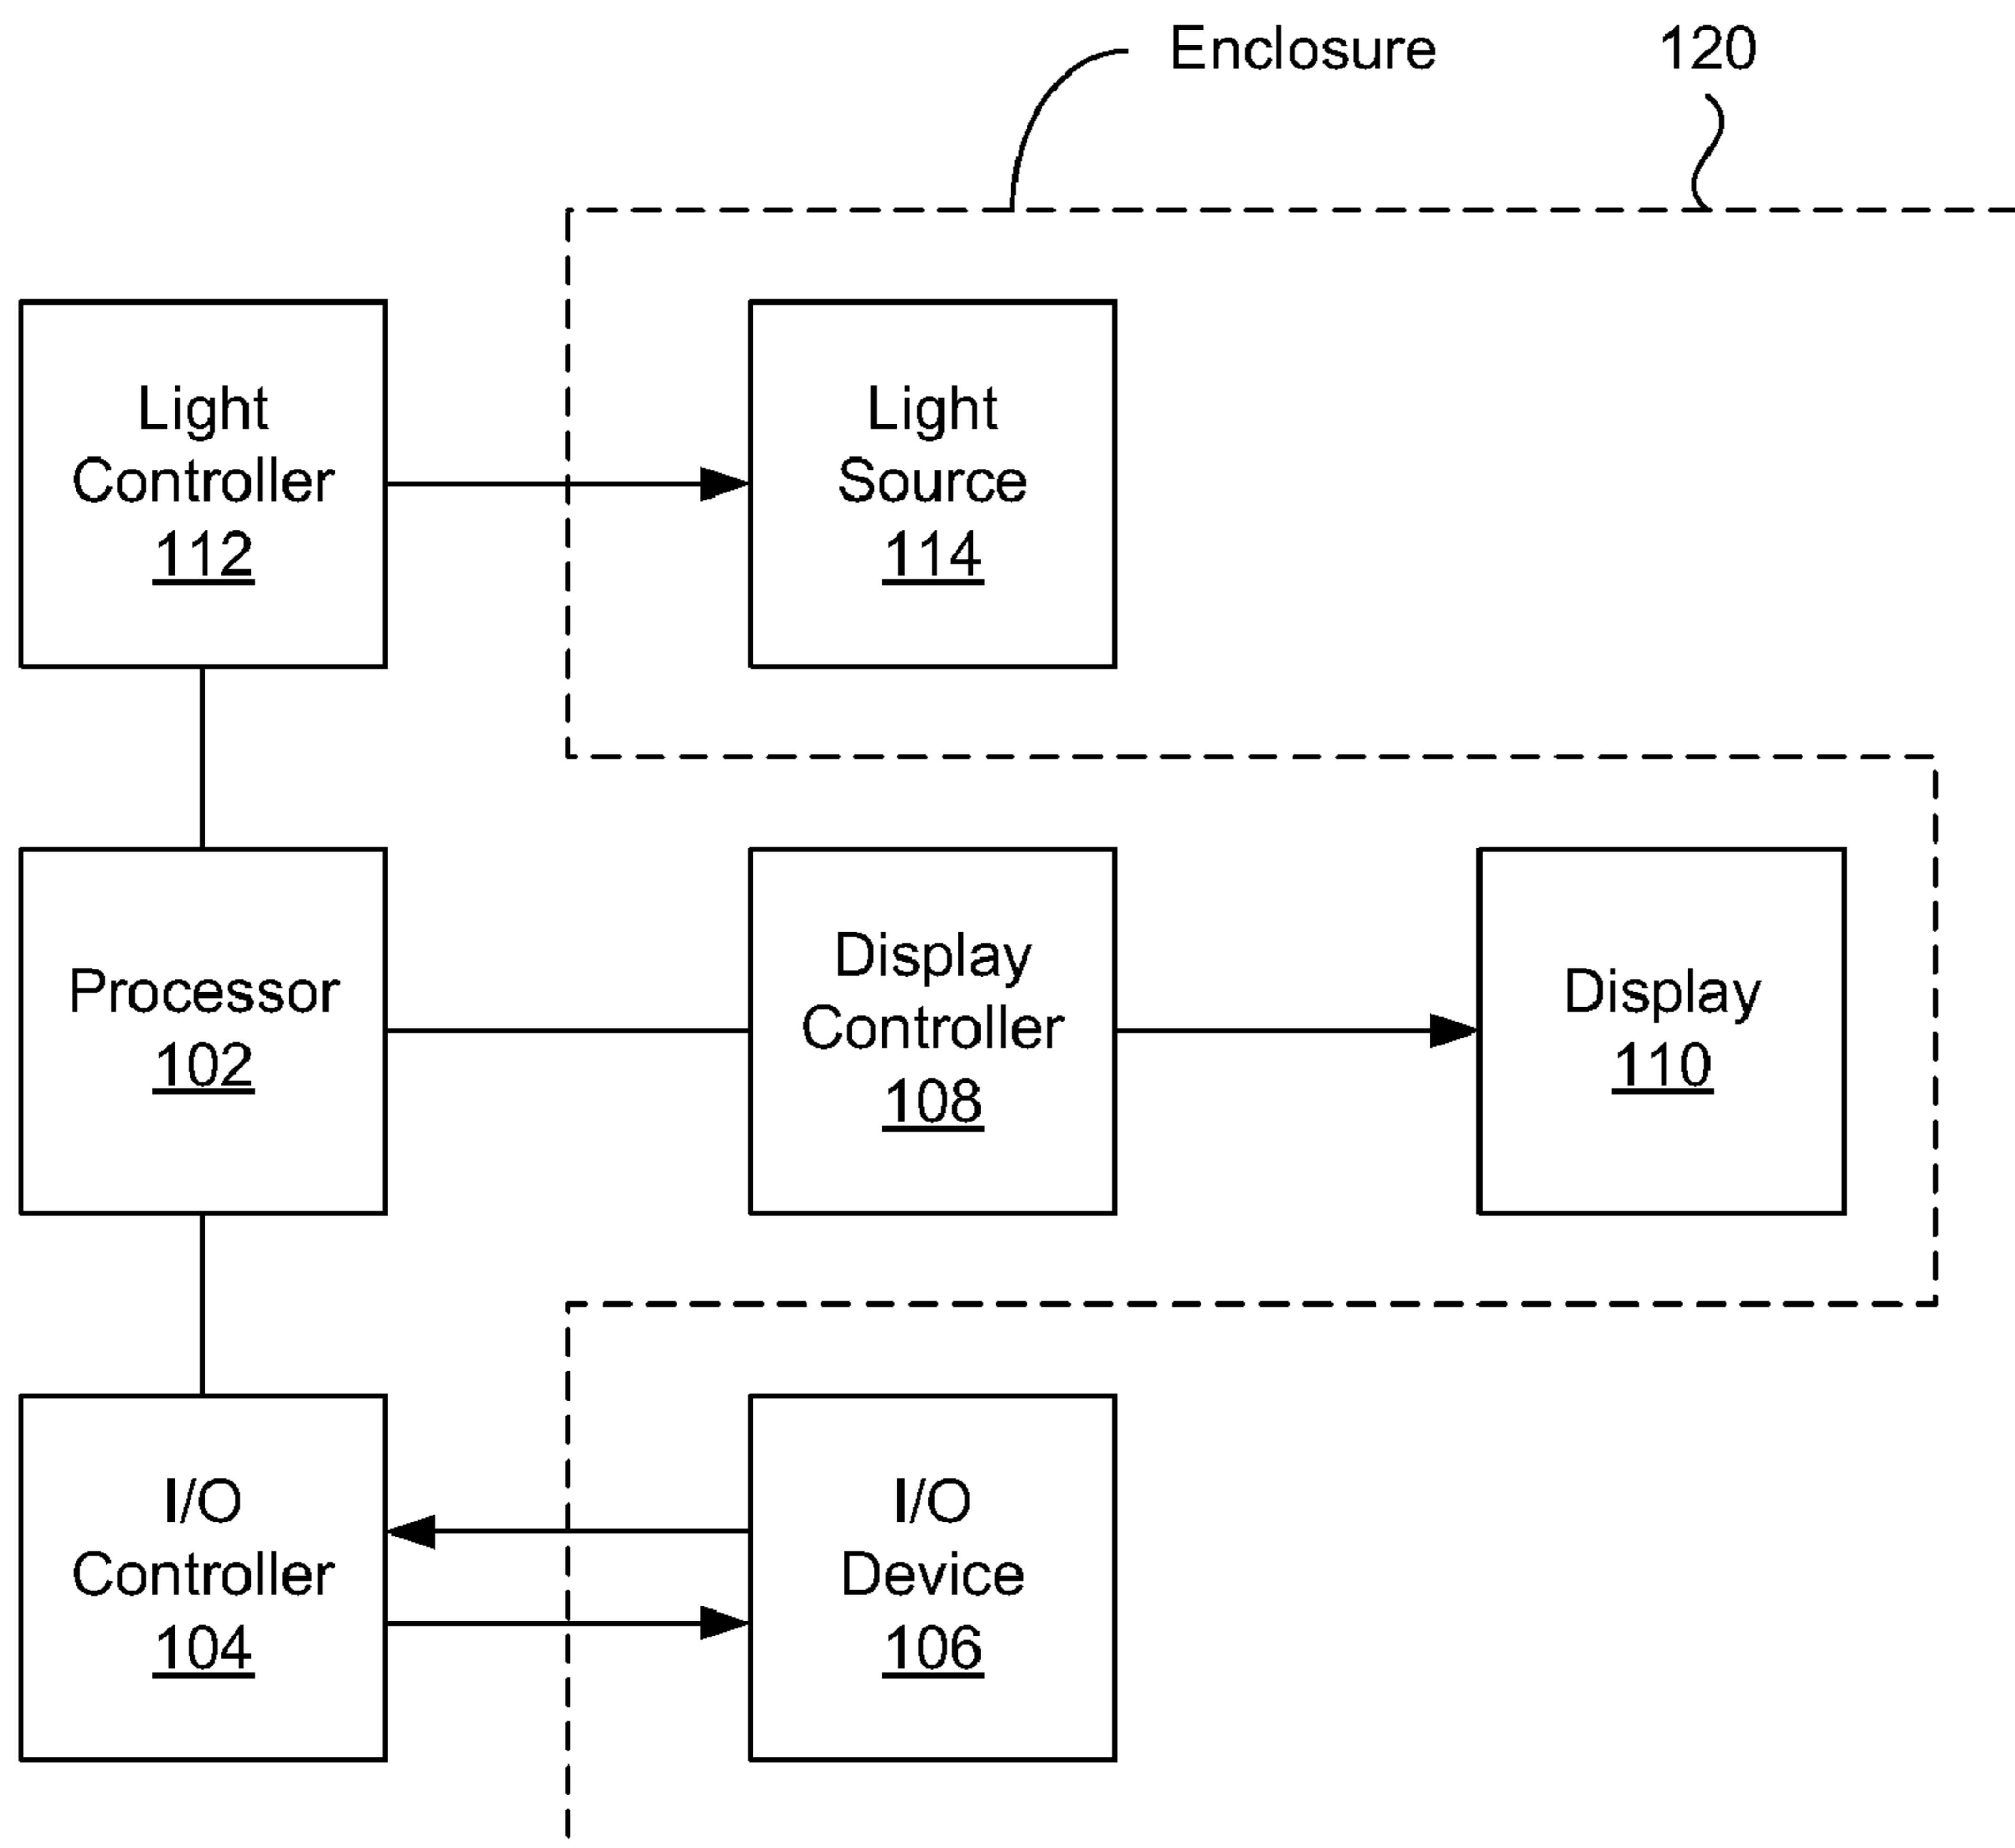 Enclosure 120
Light
Controller
112
Light
Source
114
Processor
102
Display
Controller
108
Display
110
I/O
Controller
104
I/O
Device
106